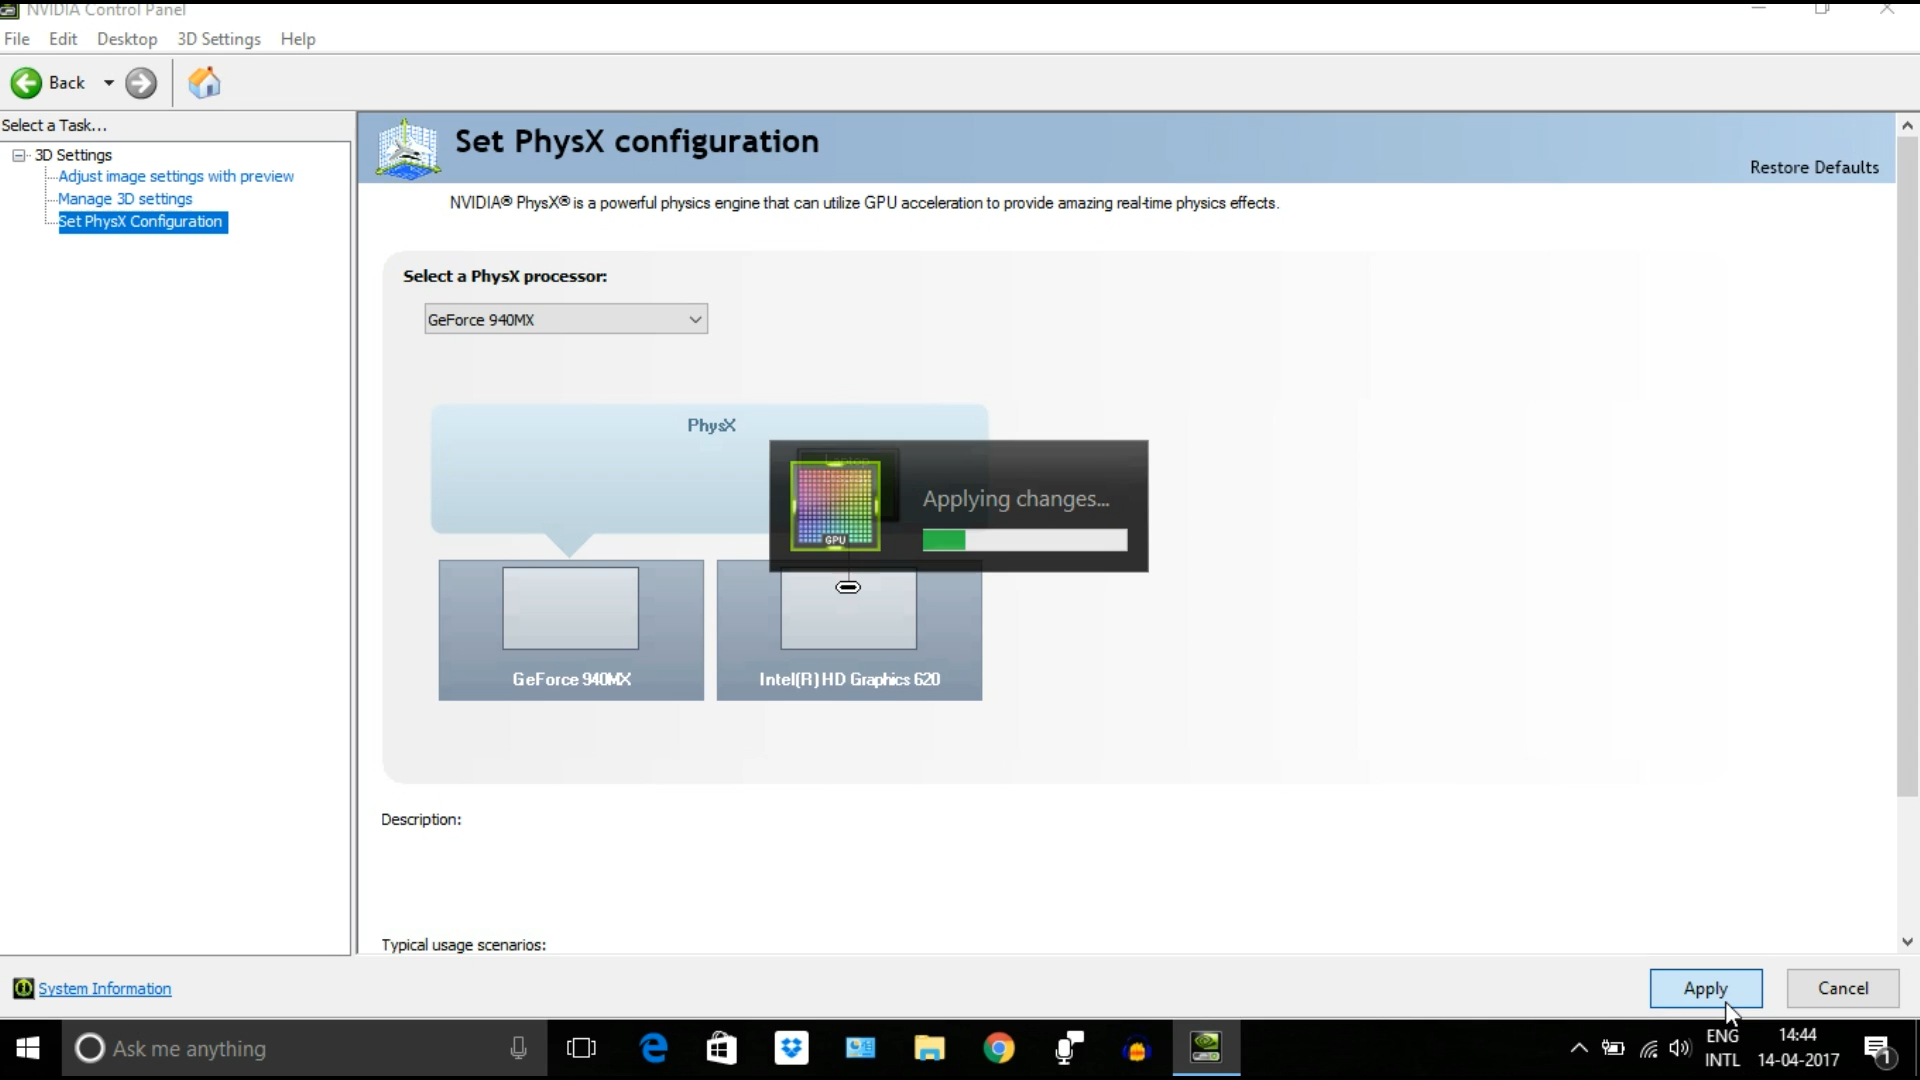 NVIDIA Control Panel
File Edit Desktop 3D Settings Help
Back
Select a Task...
3D Settings
Adjust image settings with preview
Manage 3D settings
Set PhysX Configuration
Set PhysX configuration
Restore Defaults
NVIDIA® PhysX® is a powerful physics engine that can utilize GPU acceleration to provide amazing real-time physics effects.
Select a PhysX processor:
GeForce 940MX
PhysX
Laptop
GPU
Applying changes...
GeForce 940MX
Intel(R) HD Graphics 620
Description:
Typical usage scenarios:
System Information
Apply Cancel
Ask me anything
ENG
INTL
14:44
14-04-2017
1